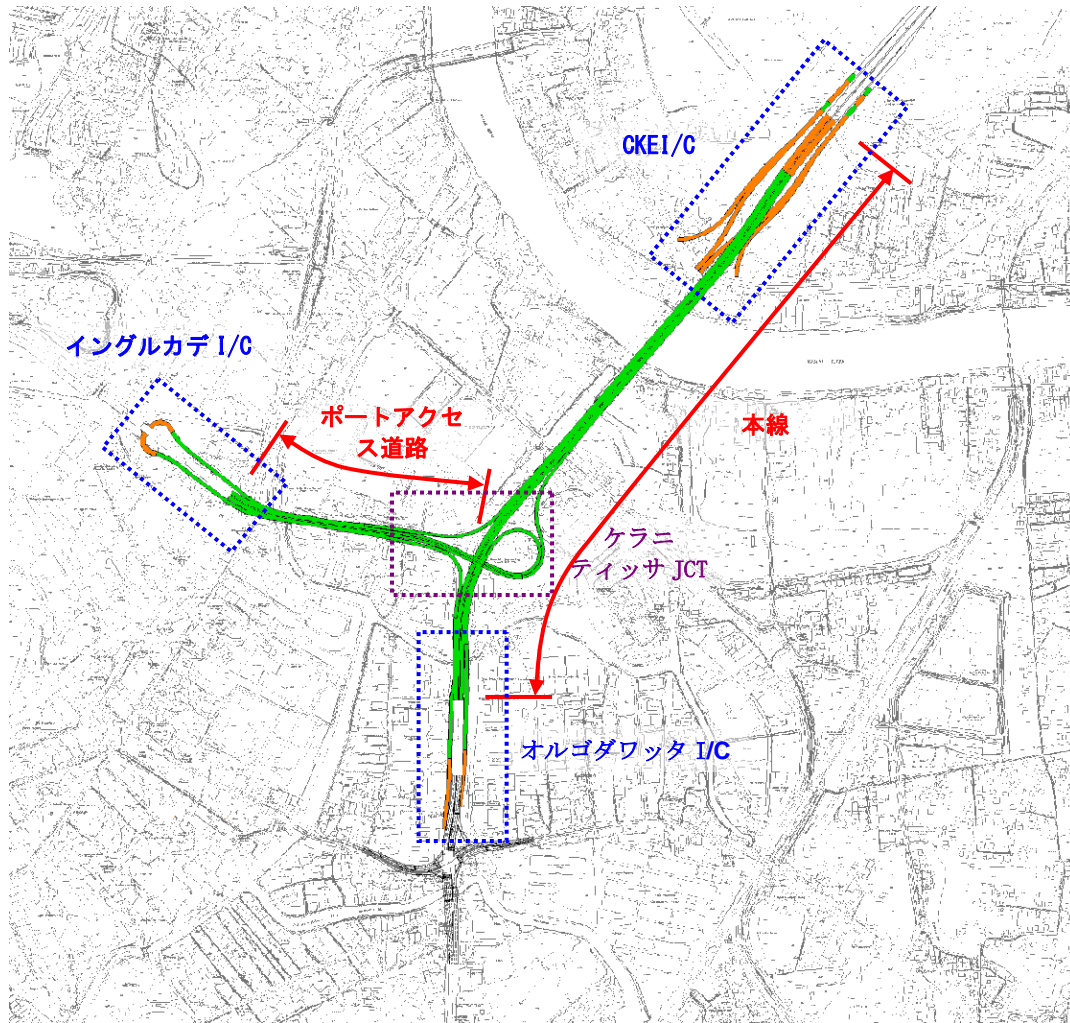 CKEI/C
イングルカデ I/C
ポートアクセ
ス道路
本線
ケラニ
ティッサ JCT
オルゴダワッタ I/C